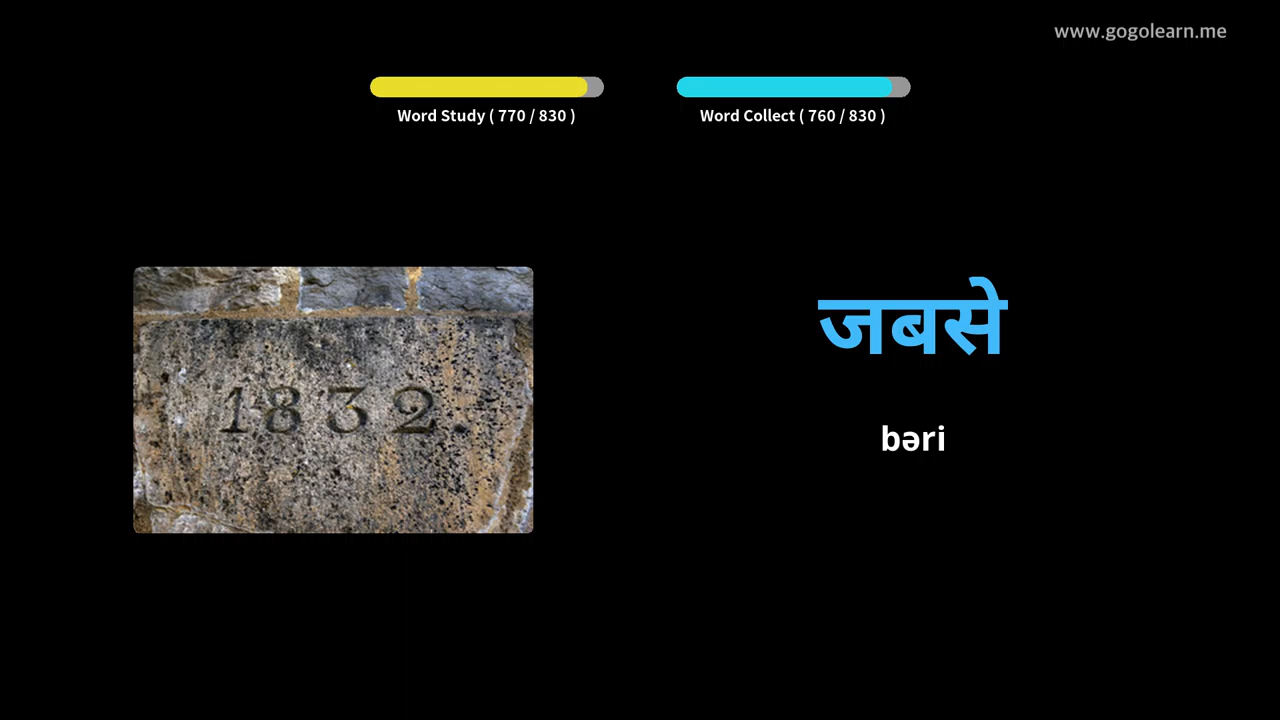 www.gogolearn.me
Word Study ( 770 / 830 )
Word Collect ( 760 / 830 )
1832.
जबसे
bəri